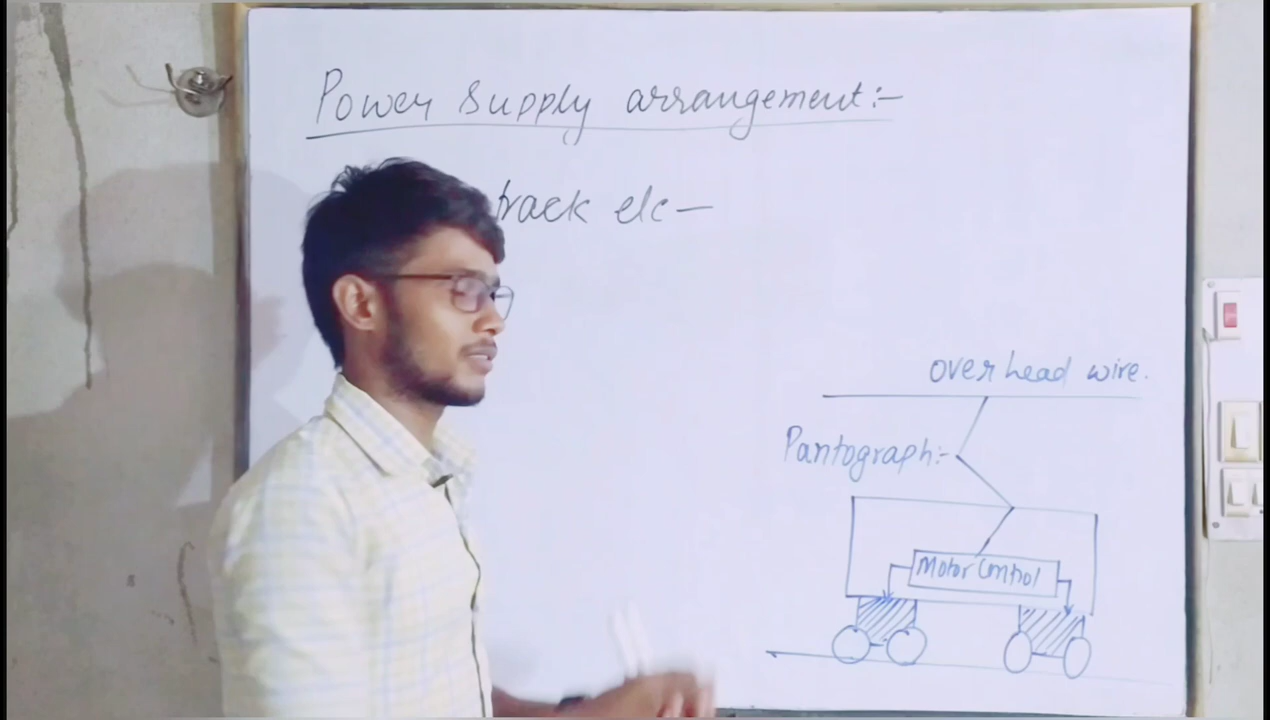 Power supply arrangement:-
track elc-
over head wire.
Pantograph:-
Motor Control